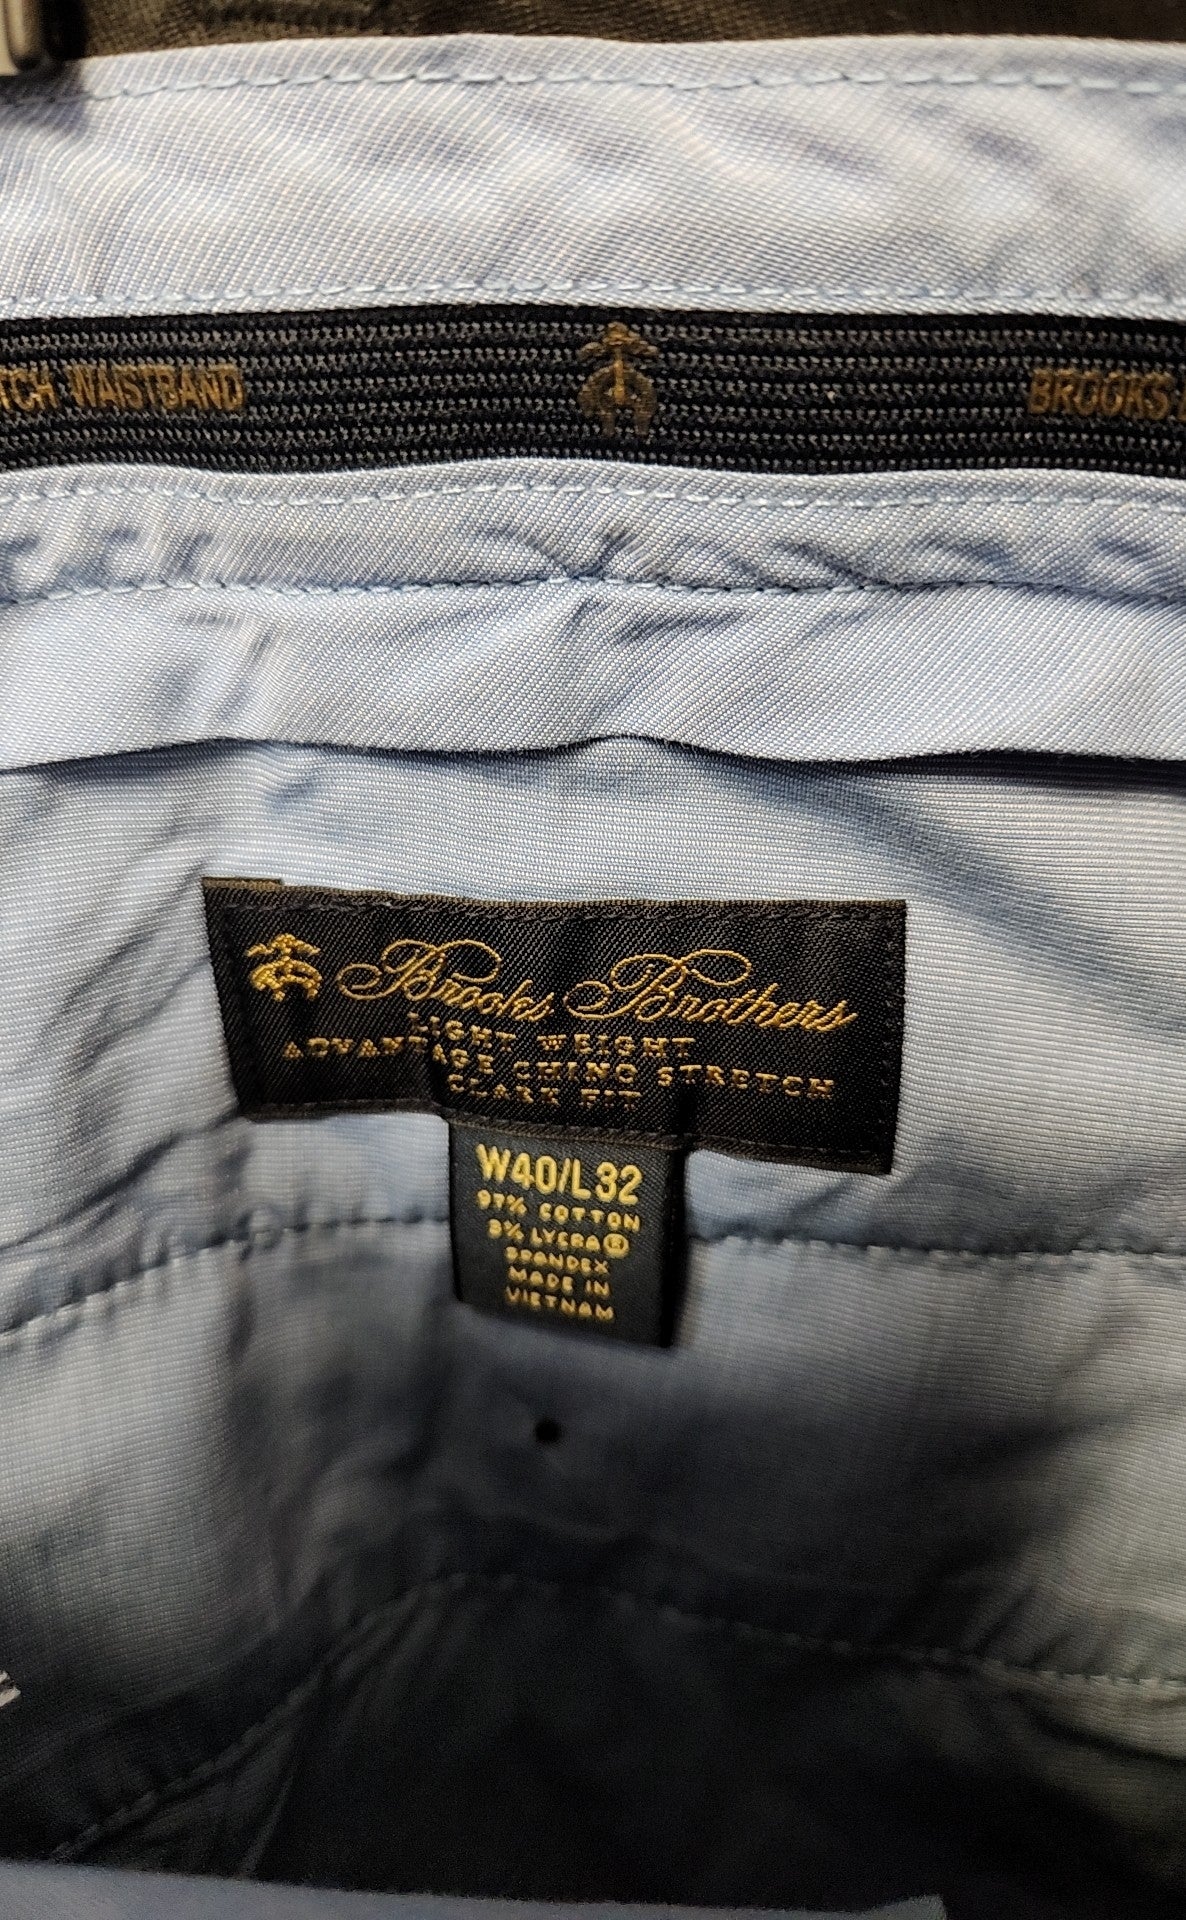 TCH WAISTBAND
BROOKS
Brooks Brothers
LIGHT WEIGHT
ADVANTAGE CHINO STRETCH
CLARK FIT
W40/L32
97% COTTON
3% LYCRA®
SPANDEX
MADE IN
VIETNAM